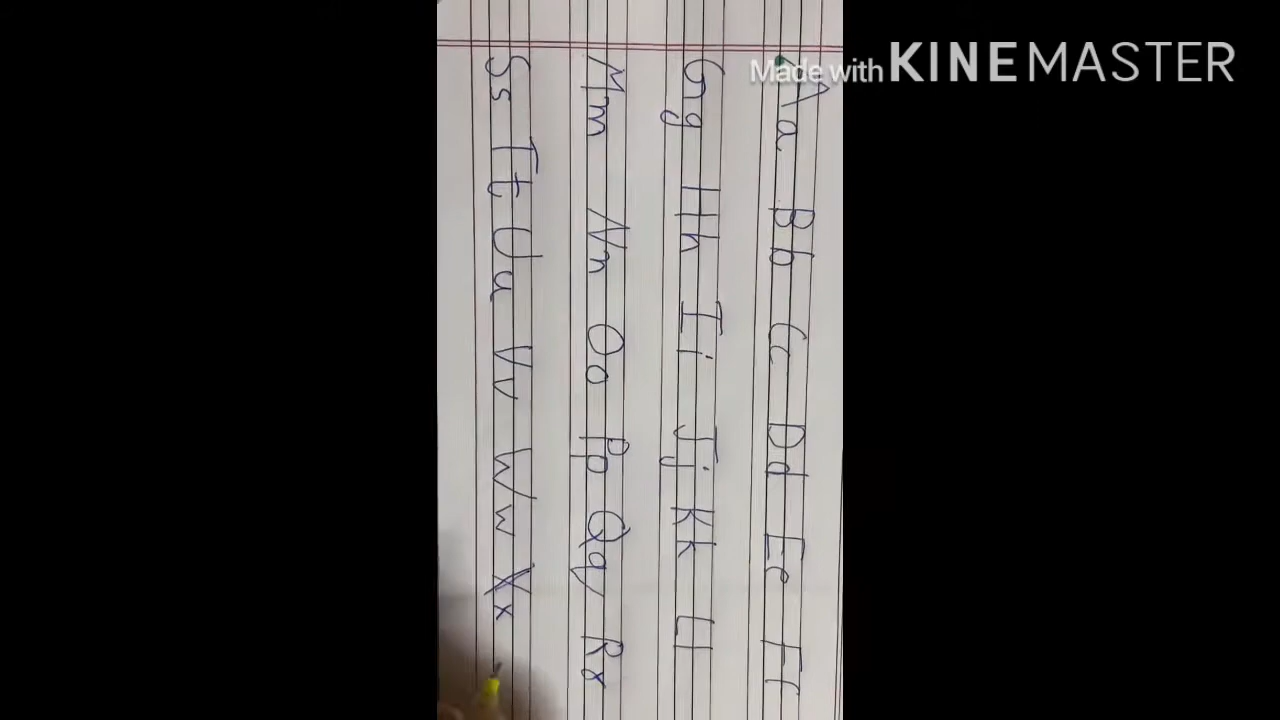 Made with KINEMASTER
Aa Bb Cc Dd Ee Ff
Gg Hh Ii Jj Kk Ll
Mm Nn Oo Pp Qq Rr
Ss Tt Uu Vv Ww Xx